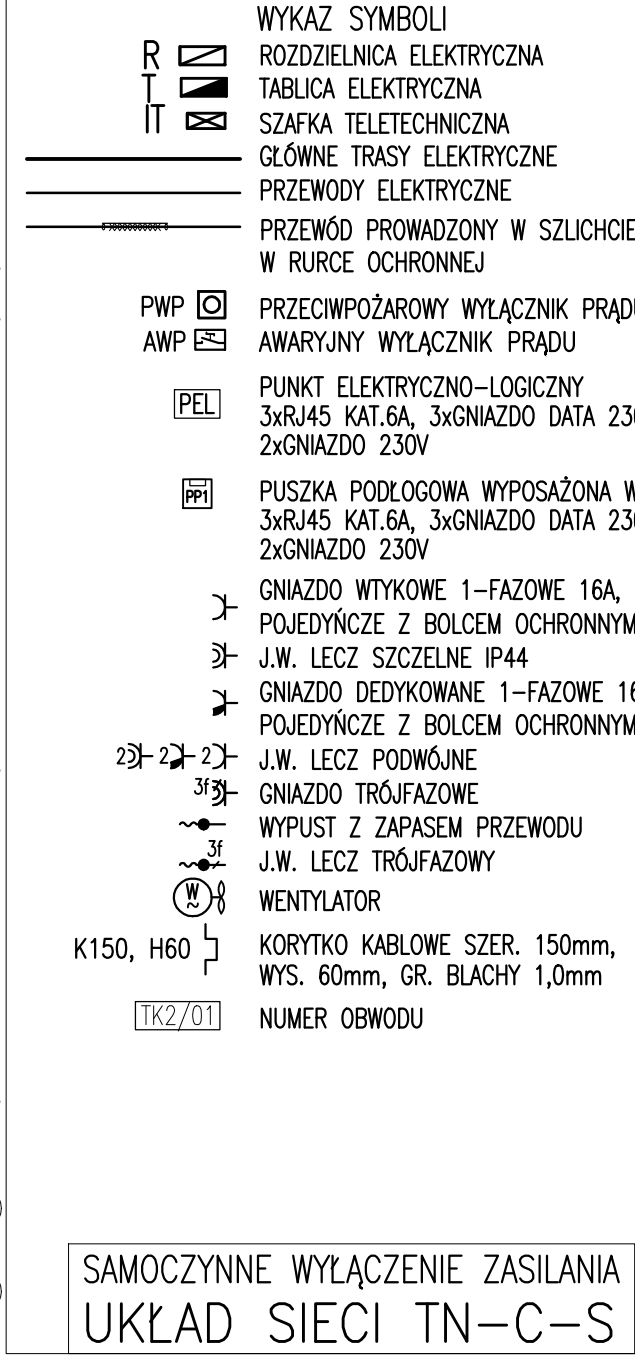 WYKAZ SYMBOLI
R ROZDZIELNICA ELEKTRYCZNA
T TABLICA ELEKTRYCZNA
IT SZAFKA TELETECHNICZNA
GŁÓWNE TRASY ELEKTRYCZNE
PRZEWODY ELEKTRYCZNE
PRZEWÓD PROWADZONY W SZLICHCIE
W RURCE OCHRONNEJ
PWP PRZECIWPOŻAROWY WYŁĄCZNIK PRĄDU
AWP AWARYJNY WYŁĄCZNIK PRĄDU
PEL PUNKT ELEKTRYCZNO-LOGICZNY
3xRJ45 KAT.6A, 3xGNIAZDO DATA 230
2xGNIAZDO 230V
PP1 PUSZKA PODŁOGOWA WYPOSAŻONA W
3xRJ45 KAT.6A, 3xGNIAZDO DATA 230
2xGNIAZDO 230V
GNIAZDO WTYKOWE 1-FAZOWE 16A,
POJEDYŃCZE Z BOLCEM OCHRONNYM
J.W. LECZ SZCZELNE IP44
GNIAZDO DEDYKOWANE 1-FAZOWE 16
POJEDYŃCZE Z BOLCEM OCHRONNYM
2 2 2 J.W. LECZ PODWÓJNE
3f GNIAZDO TRÓJFAZOWE
WYPUST Z ZAPASEM PRZEWODU
3f J.W. LECZ TRÓJFAZOWY
W ~ WENTYLATOR
K150, H60 KORYTKO KABLOWE SZER. 150mm,
WYS. 60mm, GR. BLACHY 1,0mm
TK2/01 NUMER OBWODU
SAMOCZYNNE WYŁĄCZENIE ZASILANIA
UKŁAD SIECI TN-C-S